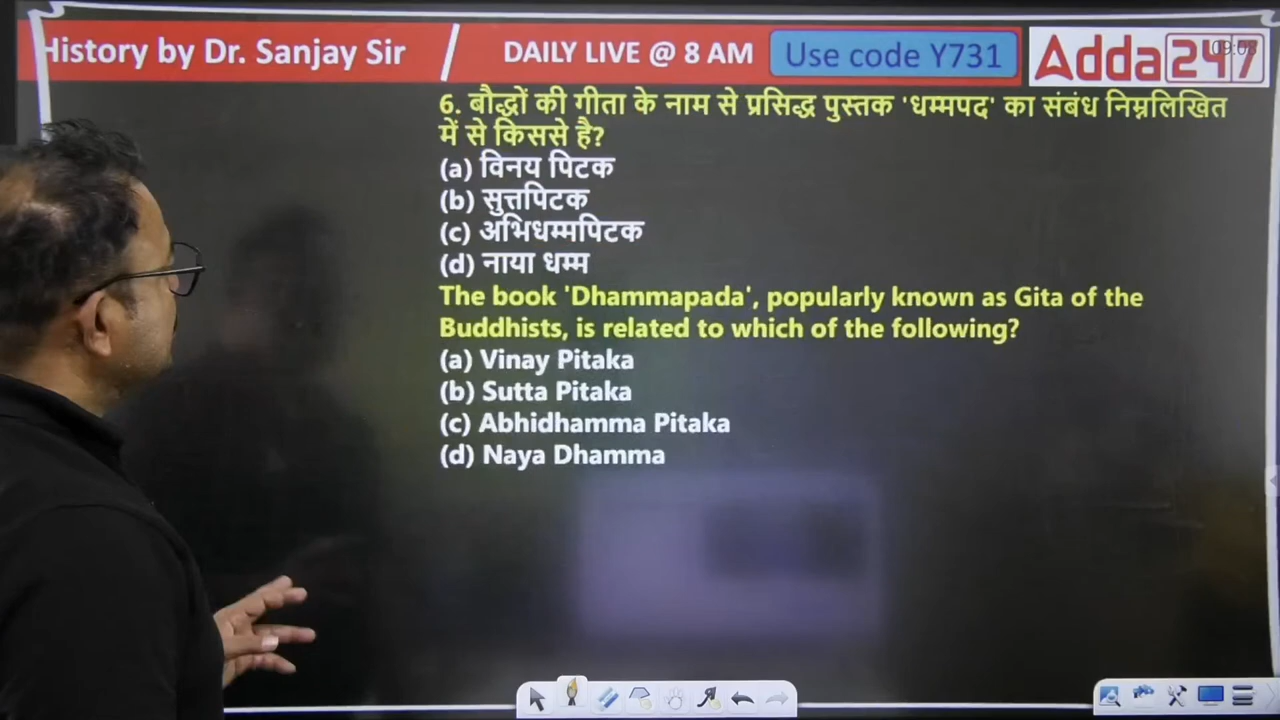 History by Dr. Sanjay Sir
DAILY LIVE @ 8 AM
Use code Y731
Adda247
09:08
6. बौद्धों की गीता के नाम से प्रसिद्ध पुस्तक 'धम्मपद' का संबंध निम्नलिखित
में से किससे है?
(a) विनय पिटक
(b) सुत्तपिटक
(c) अभिधम्मपिटक
(d) नाया धम्म
The book 'Dhammapada', popularly known as Gita of the
Buddhists, is related to which of the following?
(a) Vinay Pitaka
(b) Sutta Pitaka
(c) Abhidhamma Pitaka
(d) Naya Dhamma